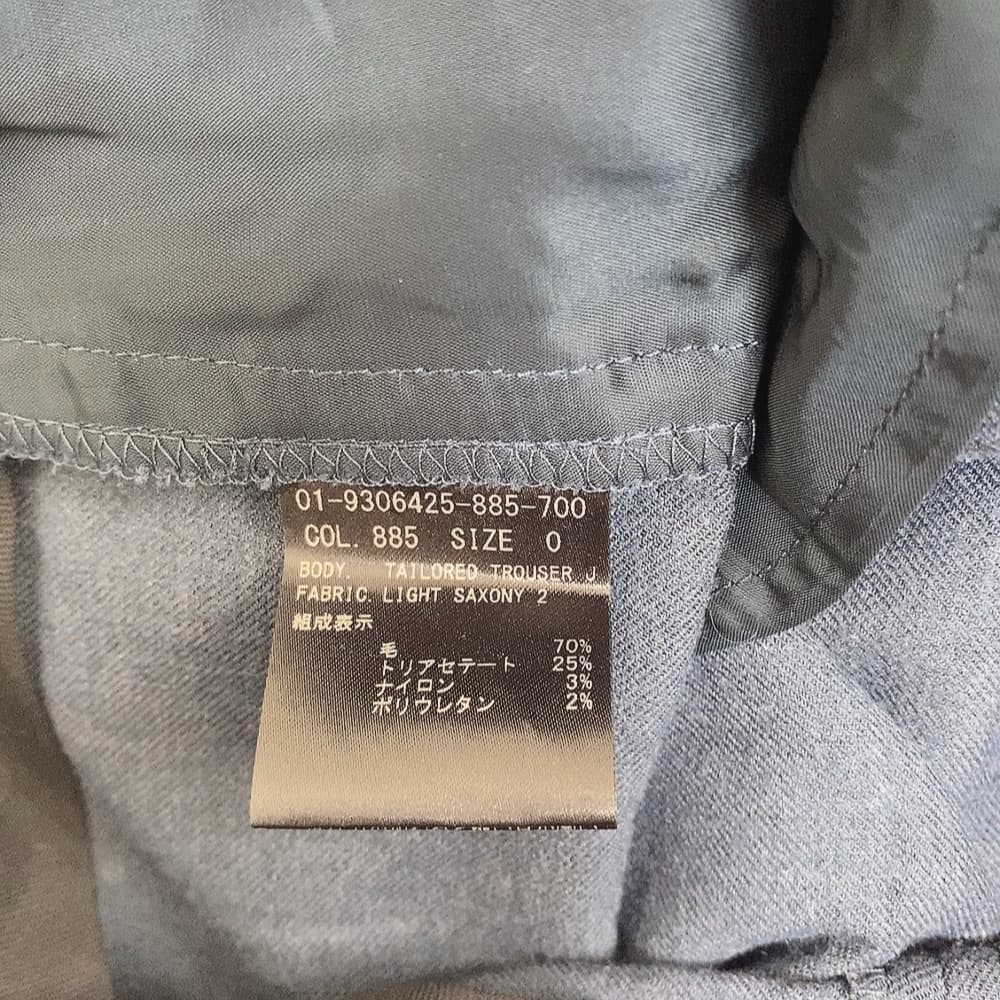 01-9306425-885-700
COL. 885 SIZE 0
BODY. TAILORED TROUSER J
FABRIC. LIGHT SAXONY 2
組成表示
毛 70%
トリアセテート 25%
ナイロン 3%
ポリウレタン 2%